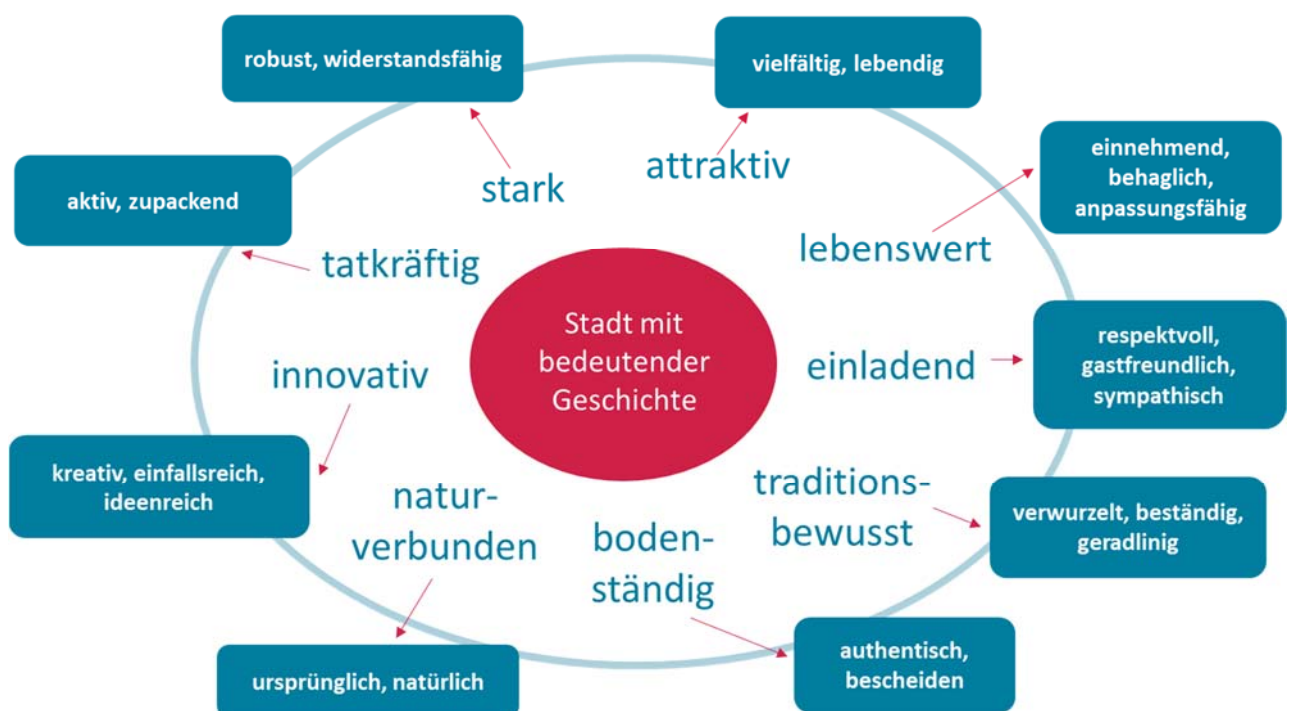 robust, widerstandsfähig
vielfältig, lebendig
einnehmend,
behaglich,
anpassungsfähig
attraktiv
stark
aktiv, zupackend
lebenswert
tatkräftig
Stadt mit
bedeutender
Geschichte
respektvoll,
gastfreundlich,
sympathisch
einladend
innovativ
kreativ, einfallsreich,
ideenreich
natur-
verbunden
traditions-
bewusst
verwurzelt, beständig,
geradlinig
boden-
ständig
authentisch,
bescheiden
ursprünglich, natürlich